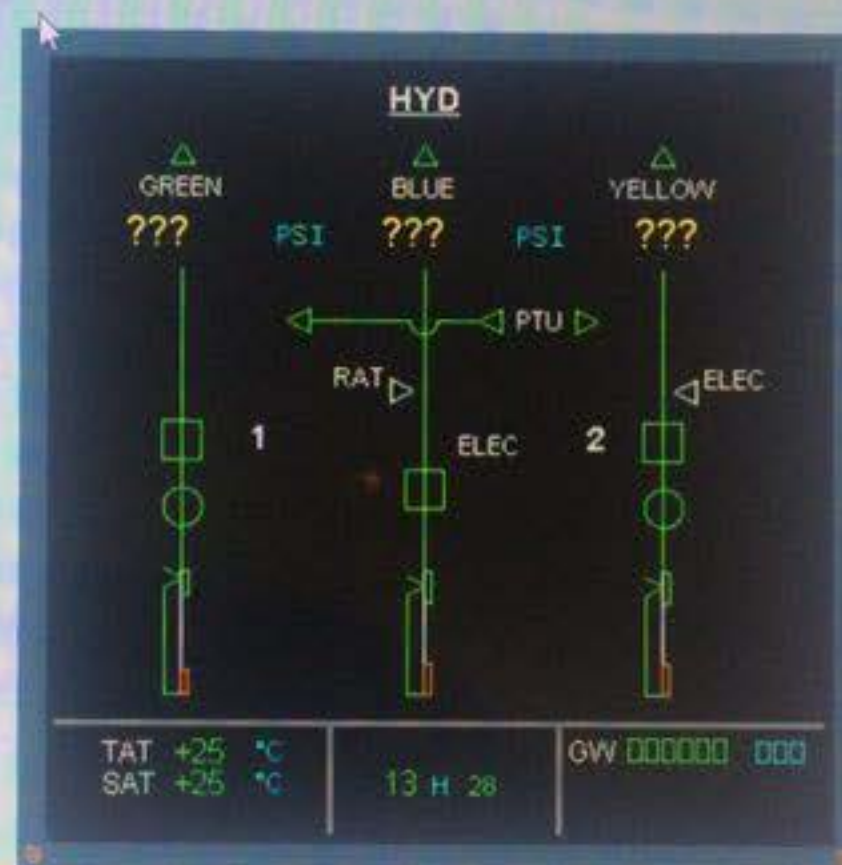 HYD
GREEN BLUE YELLOW
??? PSI ??? PSI ???
PTU
RAT ELEC
1 ELEC 2
TAT +25 °C
SAT +25 °C
13 H 28
GW